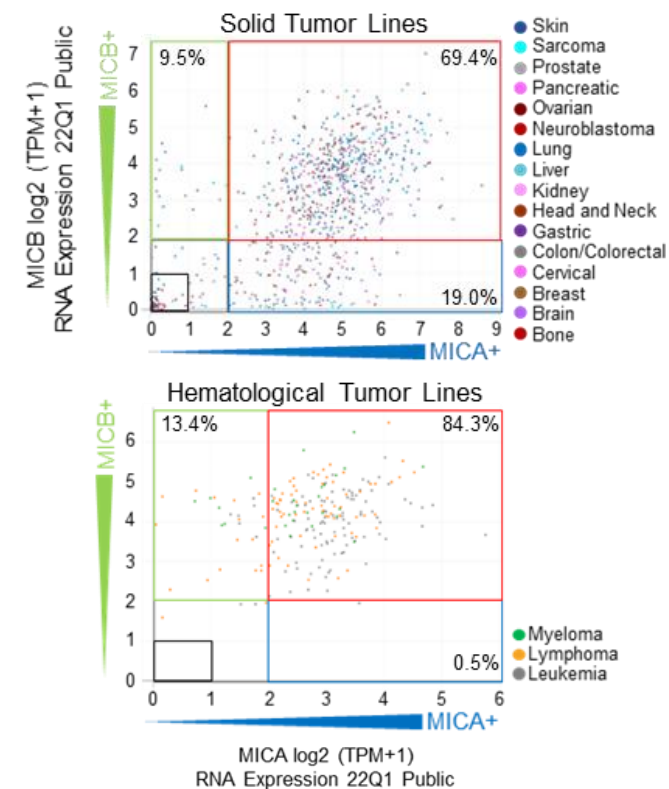 Solid Tumor Lines
MICB+
MICB log2 (TPM+1)
RNA Expression 22Q1 Public
7
6
5
4
3
2
1
0
9.5%
69.4%
19.0%
0 1 2 3 4 5 6 7 8 9
MICA+
Skin
Sarcoma
Prostate
Pancreatic
Ovarian
Neuroblastoma
Lung
Liver
Kidney
Head and Neck
Gastric
Colon/Colorectal
Cervical
Breast
Brain
Bone
Hematological Tumor Lines
MICB+
6
5
4
3
2
1
0
13.4%
84.3%
0.5%
0 1 2 3 4 5 6
MICA+
Myeloma
Lymphoma
Leukemia
MICA log2 (TPM+1)
RNA Expression 22Q1 Public